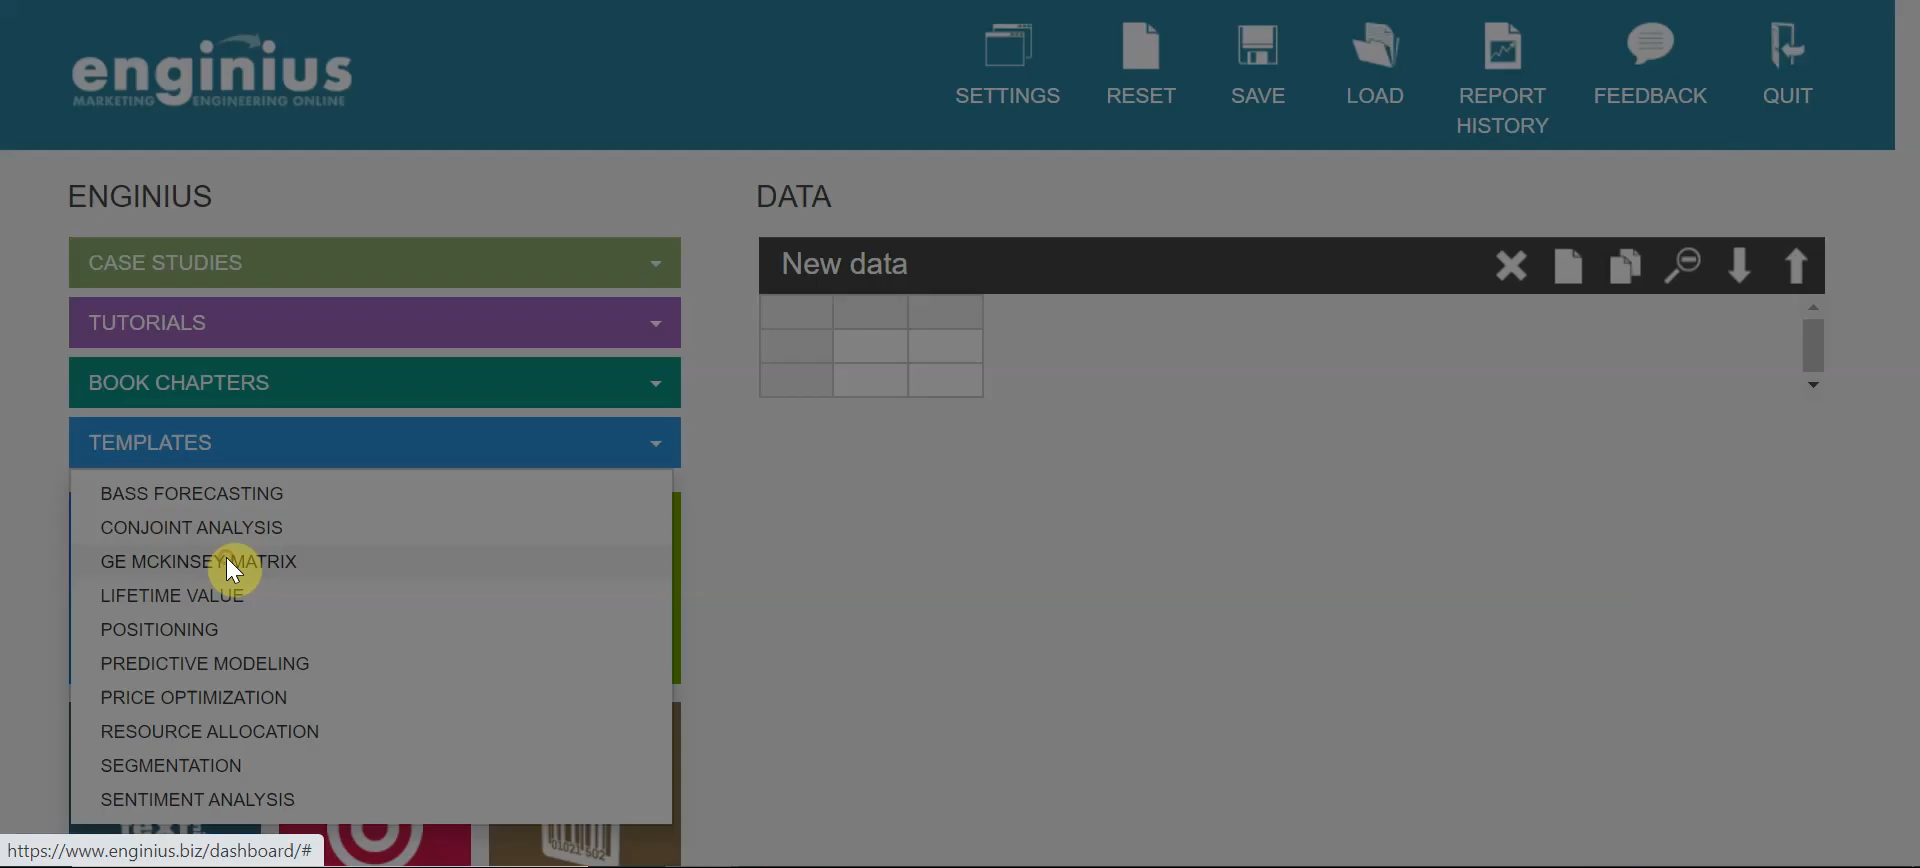 enginius
MARKETING ENGINEERING ONLINE
SETTINGS
RESET
SAVE
LOAD
REPORT
HISTORY
FEEDBACK
QUIT
ENGINIUS
CASE STUDIES
TUTORIALS
BOOK CHAPTERS
TEMPLATES
BASS FORECASTING
CONJOINT ANALYSIS
GE MCKINSEY MATRIX
LIFETIME VALUE
POSITIONING
PREDICTIVE MODELING
PRICE OPTIMIZATION
RESOURCE ALLOCATION
SEGMENTATION
SENTIMENT ANALYSIS
DATA
New data
https://www.enginius.biz/dashboard/#